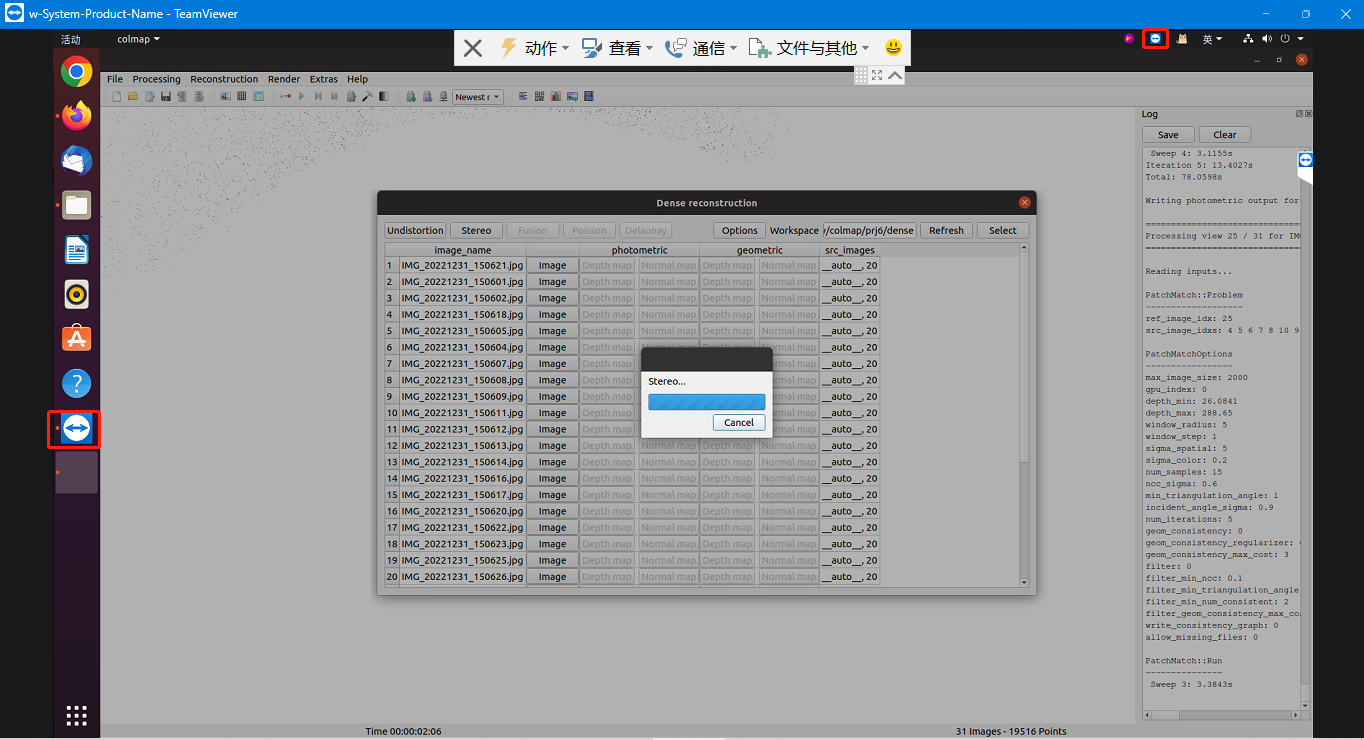 w-System-Product-Name - TeamViewer
活动
colmap
动作
查看
通信
文件与其他
英
File Processing Reconstruction Render Extras Help
Newest r
Log
Save Clear
Sweep 4: 3.1155s
Iteration 5: 13.4027s
Total: 78.0598s
Writing photometric output for
==============================
Processing view 25 / 31 for IMG
==============================
Reading inputs...
PatchMatch::Problem
-------------------
ref_image_idx: 25
src_image_idxs: 4 5 6 7 8 10 9
PatchMatchOptions
-----------------
max_image_size: 2000
gpu_index: 0
depth_min: 26.0841
depth_max: 288.65
window_radius: 5
window_step: 1
sigma_spatial: 5
sigma_color: 0.2
num_samples: 15
ncc_sigma: 0.6
min_triangulation_angle: 1
incident_angle_sigma: 0.9
num_iterations: 5
geom_consistency: 0
geom_consistency_regularizer:
geom_consistency_max_cost: 3
filter: 0
filter_min_ncc: 0.1
filter_min_triangulation_angle
filter_min_num_consistent: 2
filter_geom_consistency_max_co
write_consistency_graph: 0
allow_missing_files: 0
PatchMatch::Run
---------------
Sweep 3: 3.3843s
Dense reconstruction
Undistortion Stereo Fusion Poisson Delaunay Options Workspace /colmap/prj6/dense Refresh Select
image_name photometric geometric src_images
1 IMG_20221231_150621.jpg Image Depth map Normal map Depth map Normal map __auto__, 20
2 IMG_20221231_150601.jpg Image Depth map Normal map Depth map Normal map __auto__, 20
3 IMG_20221231_150602.jpg Image Depth map Normal map Depth map Normal map __auto__, 20
4 IMG_20221231_150618.jpg Image Depth map Normal map Depth map Normal map __auto__, 20
5 IMG_20221231_150605.jpg Image Depth map Normal map Depth map Normal map __auto__, 20
6 IMG_20221231_150604.jpg Image Depth map Normal map Depth map Normal map __auto__, 20
7 IMG_20221231_150607.jpg Image Depth map rmal map __auto__, 20
8 IMG_20221231_150608.jpg Image Depth map rmal map __auto__, 20
9 IMG_20221231_150609.jpg Image Depth map rmal map __auto__, 20
10 IMG_20221231_150611.jpg Image Depth map rmal map __auto__, 20
11 IMG_20221231_150612.jpg Image Depth map rmal map __auto__, 20
12 IMG_20221231_150613.jpg Image Depth map Normal map Depth map Normal map __auto__, 20
13 IMG_20221231_150614.jpg Image Depth map Normal map Depth map Normal map __auto__, 20
14 IMG_20221231_150616.jpg Image Depth map Normal map Depth map Normal map __auto__, 20
15 IMG_20221231_150617.jpg Image Depth map Normal map Depth map Normal map __auto__, 20
16 IMG_20221231_150620.jpg Image Depth map Normal map Depth map Normal map __auto__, 20
17 IMG_20221231_150622.jpg Image Depth map Normal map Depth map Normal map __auto__, 20
18 IMG_20221231_150623.jpg Image Depth map Normal map Depth map Normal map __auto__, 20
19 IMG_20221231_150625.jpg Image Depth map Normal map Depth map Normal map __auto__, 20
20 IMG_20221231_150626.jpg Image Depth map Normal map Depth map Normal map __auto__, 20
Stereo...
Cancel
Time 00:00:02:06
31 Images - 19516 Points